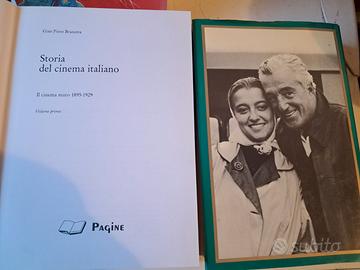 Gian Piero Brunetta
Storia
del cinema italiano
Il cinema muto 1895-1929
Volume primo
PAGINE
subito